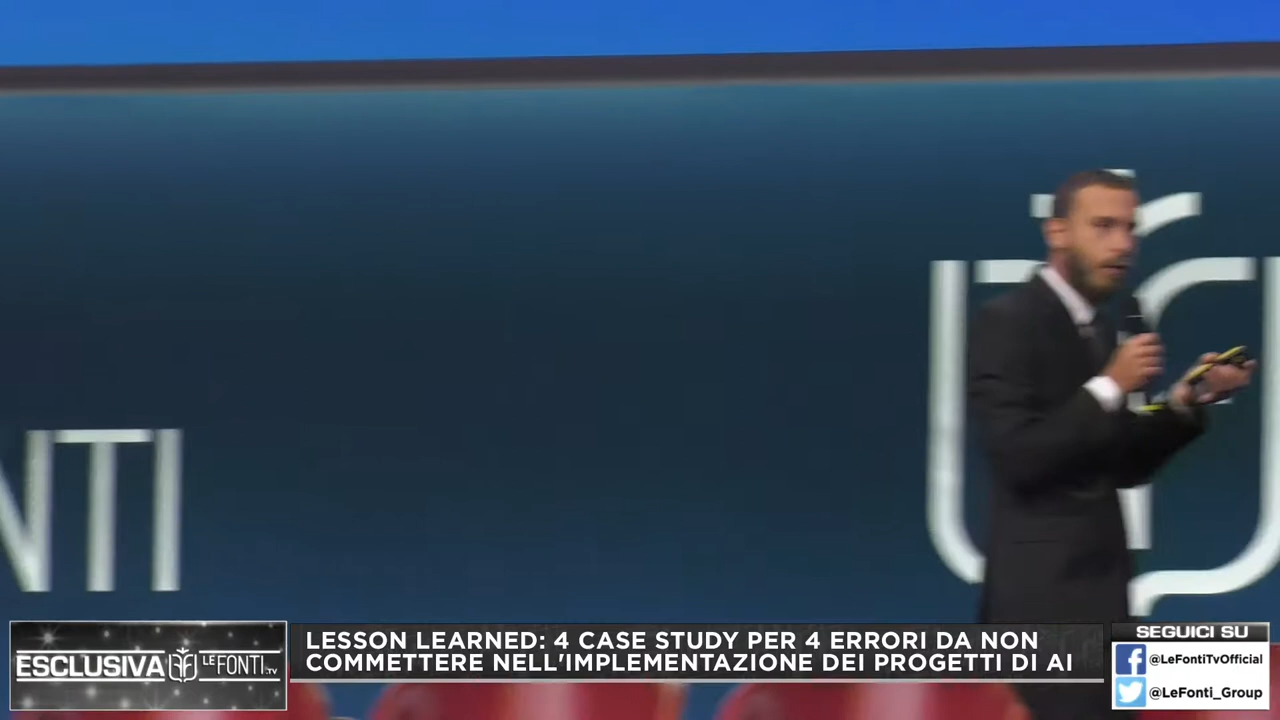 NTI
ESCLUSIVA LE FONTI.TV
LESSON LEARNED: 4 CASE STUDY PER 4 ERRORI DA NON
COMMETTERE NELL'IMPLEMENTAZIONE DEI PROGETTI DI AI
SEGUICI SU
@LeFontiTvOfficial
@LeFonti_Group